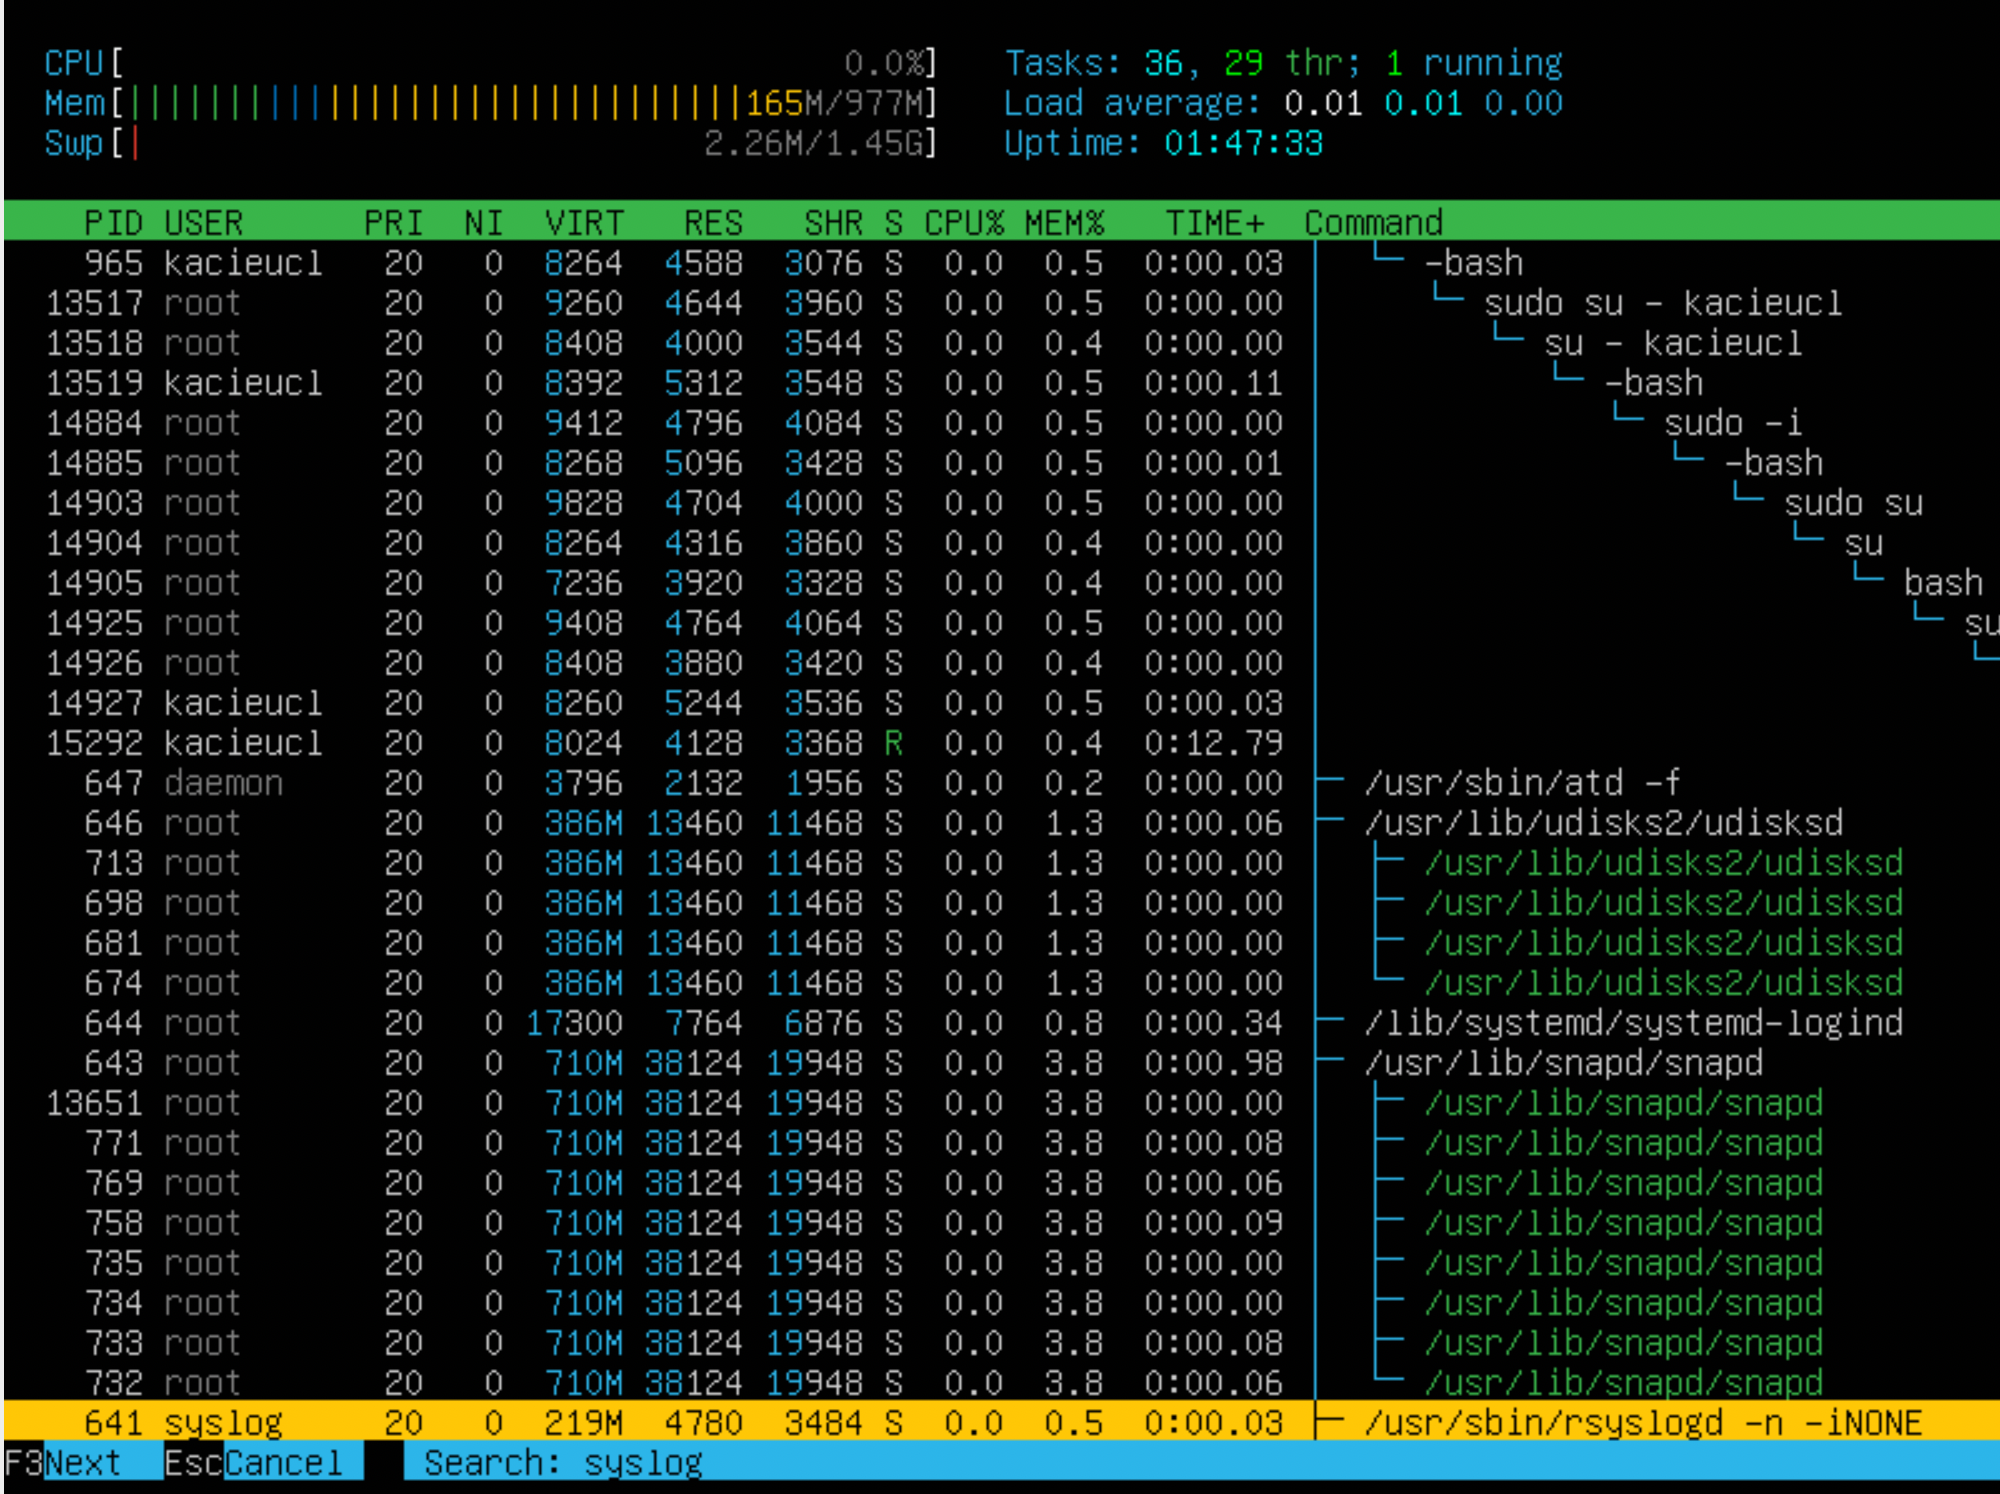 CPU[ 0.0%] Tasks: 36, 29 thr; 1 running
Mem[||||||||||||||||||||||||||||||||165M/977M] Load average: 0.01 0.01 0.00
Swp[| 2.26M/1.45G] Uptime: 01:47:33
PID USER PRI NI VIRT RES SHR S CPU% MEM% TIME+ Command
965 kacieucl 20 0 8264 4588 3076 S 0.0 0.5 0:00.03 │ └─ -bash
13517 root 20 0 9260 4644 3960 S 0.0 0.5 0:00.00 │ └─ sudo su - kacieucl
13518 root 20 0 8408 4000 3544 S 0.0 0.4 0:00.00 │ └─ su - kacieucl
13519 kacieucl 20 0 8392 5312 3548 S 0.0 0.5 0:00.11 │ └─ -bash
14884 root 20 0 9412 4796 4084 S 0.0 0.5 0:00.00 │ └─ sudo -i
14885 root 20 0 8268 5096 3428 S 0.0 0.5 0:00.01 │ └─ -bash
14903 root 20 0 9828 4704 4000 S 0.0 0.5 0:00.00 │ └─ sudo su
14904 root 20 0 8264 4316 3860 S 0.0 0.4 0:00.00 │ └─ su
14905 root 20 0 7236 3920 3328 S 0.0 0.4 0:00.00 │ └─ bash
14925 root 20 0 9408 4764 4064 S 0.0 0.5 0:00.00 │ └─ su
14926 root 20 0 8408 3880 3420 S 0.0 0.4 0:00.00 │ └─
14927 kacieucl 20 0 8260 5244 3536 S 0.0 0.5 0:00.03 │
15292 kacieucl 20 0 8024 4128 3368 R 0.0 0.4 0:12.79 │
647 daemon 20 0 3796 2132 1956 S 0.0 0.2 0:00.00 ├─ /usr/sbin/atd -f
646 root 20 0 386M 13460 11468 S 0.0 1.3 0:00.06 ├─ /usr/lib/udisks2/udisksd
713 root 20 0 386M 13460 11468 S 0.0 1.3 0:00.00 │ ├─ /usr/lib/udisks2/udisksd
698 root 20 0 386M 13460 11468 S 0.0 1.3 0:00.00 │ ├─ /usr/lib/udisks2/udisksd
681 root 20 0 386M 13460 11468 S 0.0 1.3 0:00.00 │ ├─ /usr/lib/udisks2/udisksd
674 root 20 0 386M 13460 11468 S 0.0 1.3 0:00.00 │ └─ /usr/lib/udisks2/udisksd
644 root 20 0 17300 7764 6876 S 0.0 0.8 0:00.34 ├─ /lib/systemd/systemd-logind
643 root 20 0 710M 38124 19948 S 0.0 3.8 0:00.98 ├─ /usr/lib/snapd/snapd
13651 root 20 0 710M 38124 19948 S 0.0 3.8 0:00.00 │ ├─ /usr/lib/snapd/snapd
771 root 20 0 710M 38124 19948 S 0.0 3.8 0:00.08 │ ├─ /usr/lib/snapd/snapd
769 root 20 0 710M 38124 19948 S 0.0 3.8 0:00.06 │ ├─ /usr/lib/snapd/snapd
758 root 20 0 710M 38124 19948 S 0.0 3.8 0:00.09 │ ├─ /usr/lib/snapd/snapd
735 root 20 0 710M 38124 19948 S 0.0 3.8 0:00.00 │ ├─ /usr/lib/snapd/snapd
734 root 20 0 710M 38124 19948 S 0.0 3.8 0:00.00 │ ├─ /usr/lib/snapd/snapd
733 root 20 0 710M 38124 19948 S 0.0 3.8 0:00.08 │ ├─ /usr/lib/snapd/snapd
732 root 20 0 710M 38124 19948 S 0.0 3.8 0:00.06 │ └─ /usr/lib/snapd/snapd
641 syslog 20 0 219M 4780 3484 S 0.0 0.5 0:00.03 ├─ /usr/sbin/rsyslogd -n -iNONE
F3Next EscCancel Search: syslog